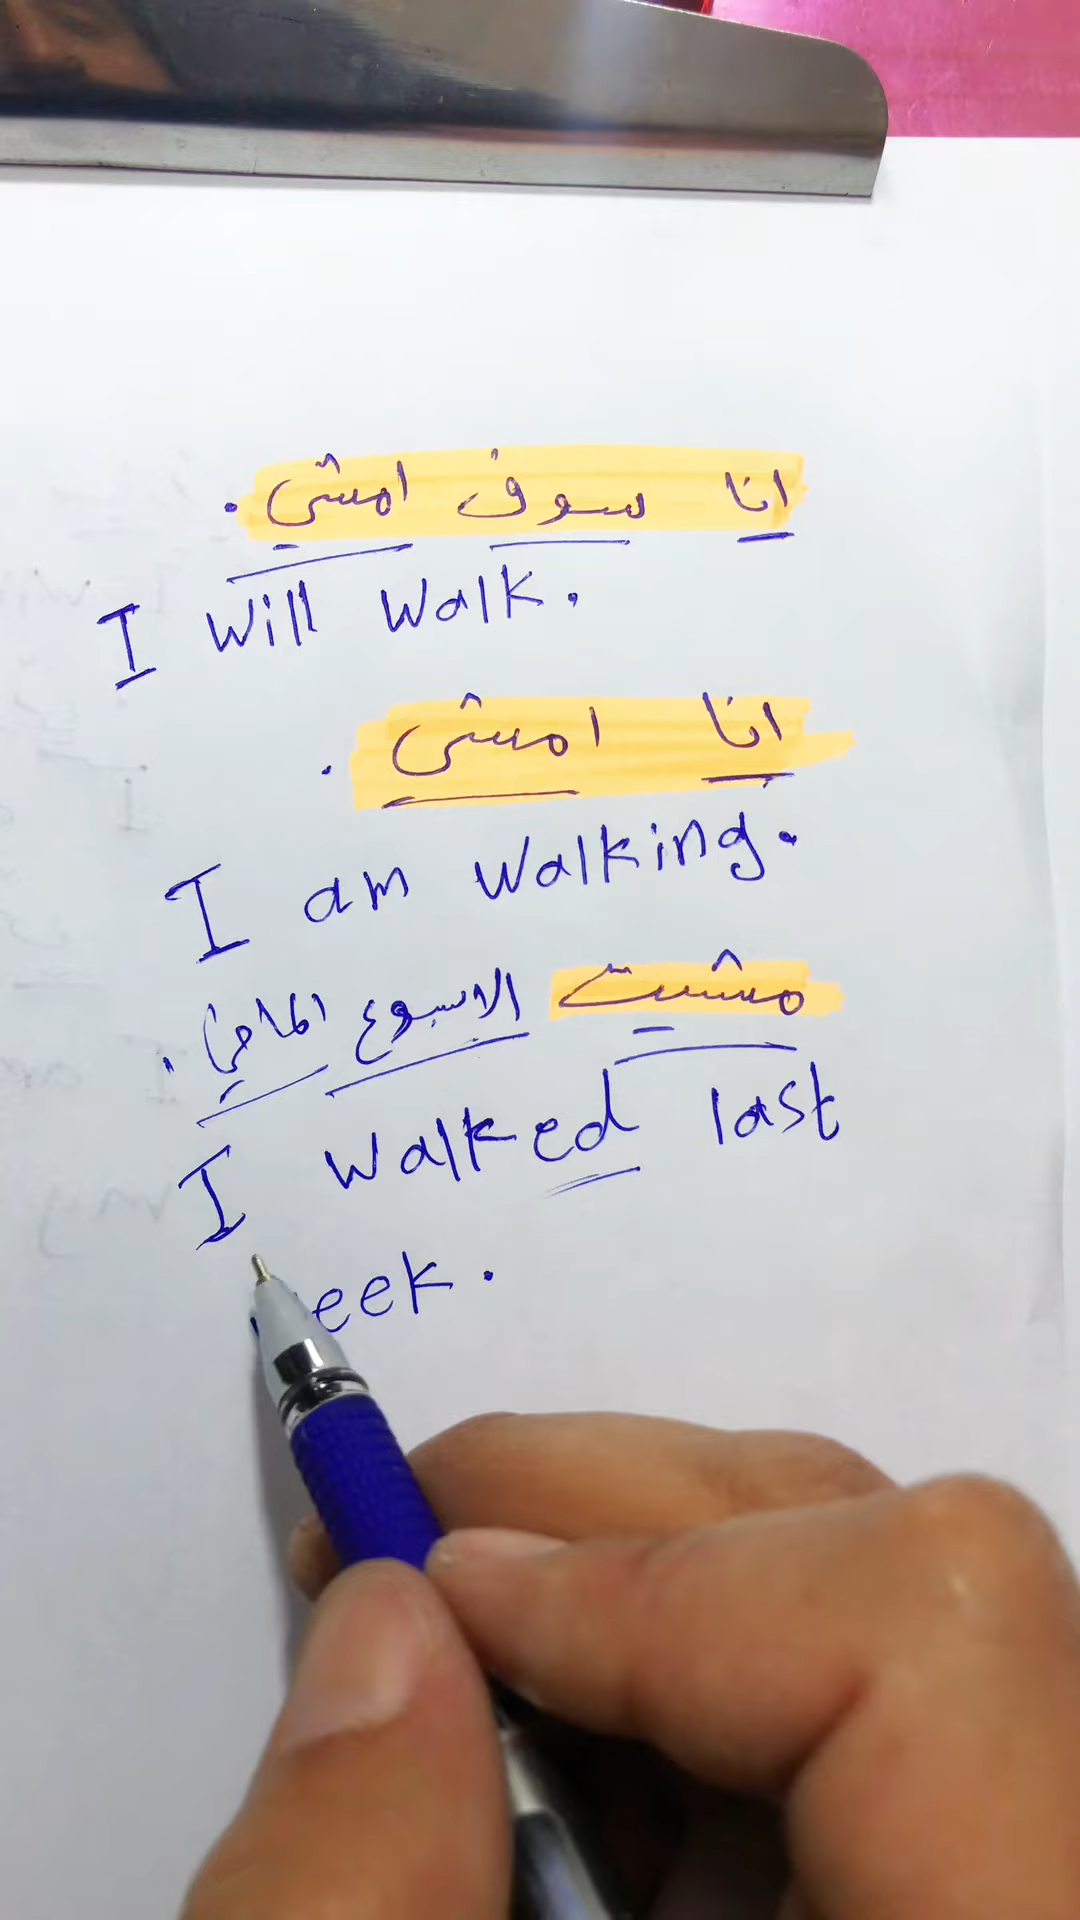 انا سوف امشي.
I will walk.
انا امشي.
I am walking.
مشيت الاسبوع الماضي.
I walked last
eek.